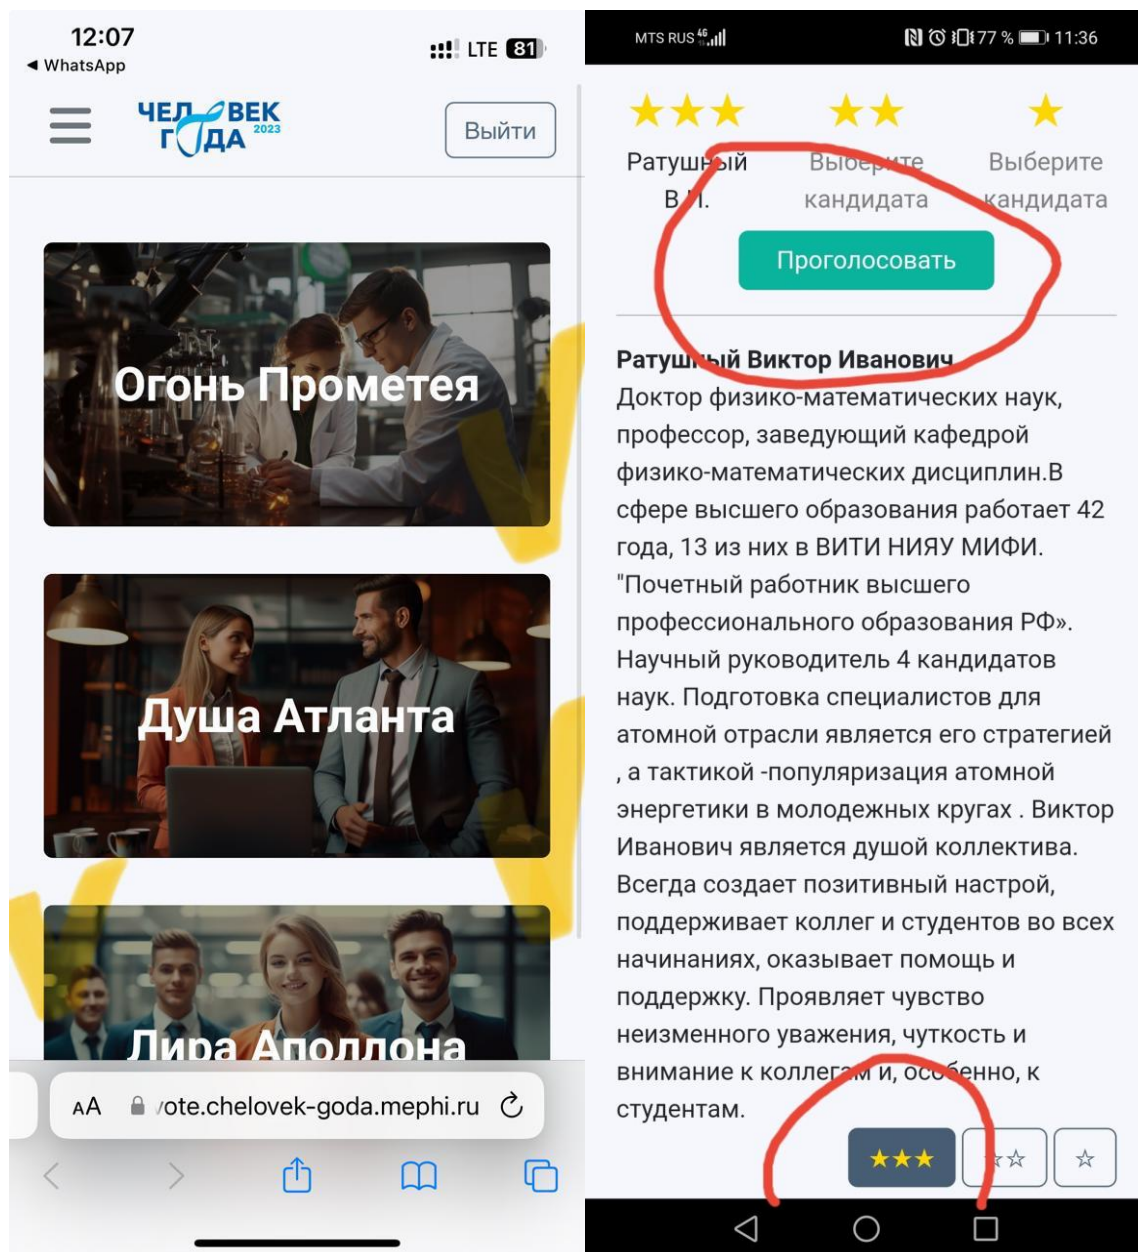 12:07
◀ WhatsApp
LTE 81
ЧЕЛОВЕК
ГОДА 2023
Выйти
Огонь Прометея
Душа Атланта
Лира Аполлона
AA vote.chelovek-goda.mephi.ru
MTS RUS 4G 77 % 11:36
Ратушный
В.И.
Выберите
кандидата
Выберите
кандидата
Проголосовать
Ратушный Виктор Иванович
Доктор физико-математических наук,
профессор, заведующий кафедрой
физико-математических дисциплин.В
сфере высшего образования работает 42
года, 13 из них в ВИТИ НИЯУ МИФИ.
"Почетный работник высшего
профессионального образования РФ».
Научный руководитель 4 кандидатов
наук. Подготовка специалистов для
атомной отрасли является его стратегией
, а тактикой -популяризация атомной
энергетики в молодежных кругах . Виктор
Иванович является душой коллектива.
Всегда создает позитивный настрой,
поддерживает коллег и студентов во всех
начинаниях, оказывает помощь и
поддержку. Проявляет чувство
неизменного уважения, чуткость и
внимание к коллегам и, особенно, к
студентам.